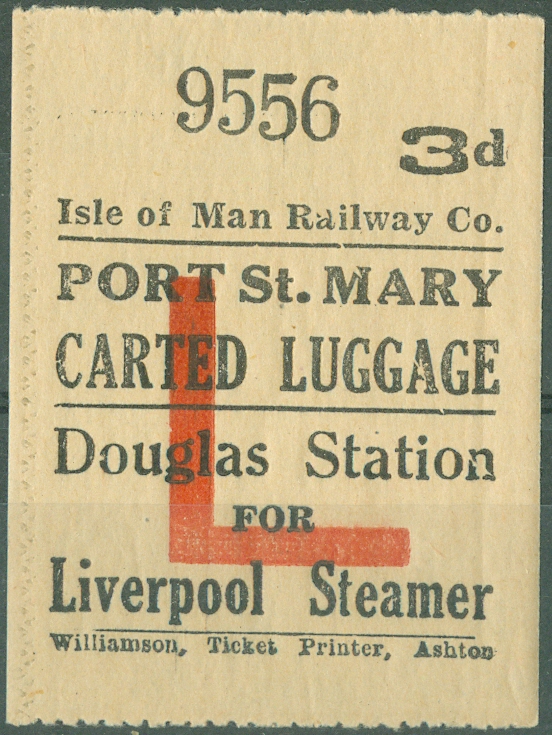 9556
3d
Isle of Man Railway Co.
PORT St. MARY
CARTED LUGGAGE
Douglas Station
FOR
Liverpool Steamer
Williamson, Ticket Printer, Ashton
L